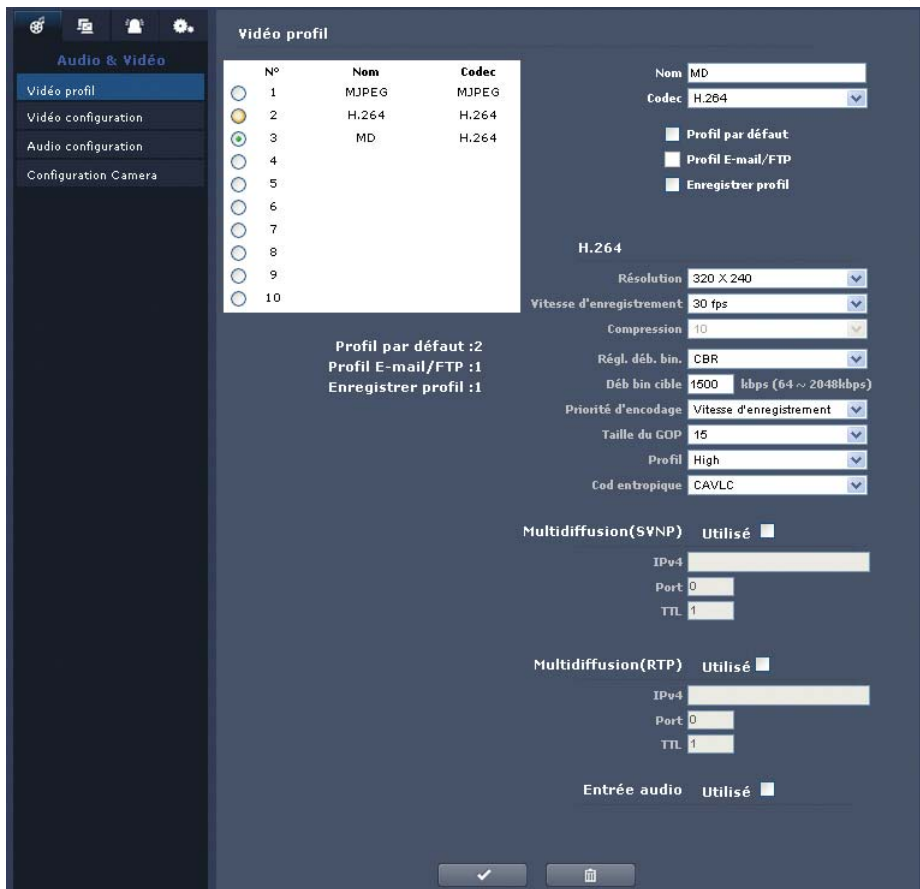 Audio & Vidéo
Vidéo profil
Vidéo configuration
Audio configuration
Configuration Camera
Vidéo profil
N° Nom Codec
1 MJPEG MJPEG
2 H.264 H.264
3 MD H.264
4
5
6
7
8
9
10
Profil par défaut :2
Profil E-mail/FTP :1
Enregistrer profil :1
Nom MD
Codec H.264
Profil par défaut
Profil E-mail/FTP
Enregistrer profil
H.264
Résolution 320 X 240
Vitesse d'enregistrement 30 fps
Compression 10
Régl. déb. bin. CBR
Déb bin cible 1500 kbps (64 ~ 2048kbps)
Priorité d'encodage Vitesse d'enregistrement
Taille du GOP 15
Profil High
Cod entropique CAVLC
Multidiffusion(SVNP) Utilisé
IPv4
Port 0
TTL 1
Multidiffusion(RTP) Utilisé
IPv4
Port 0
TTL 1
Entrée audio Utilisé